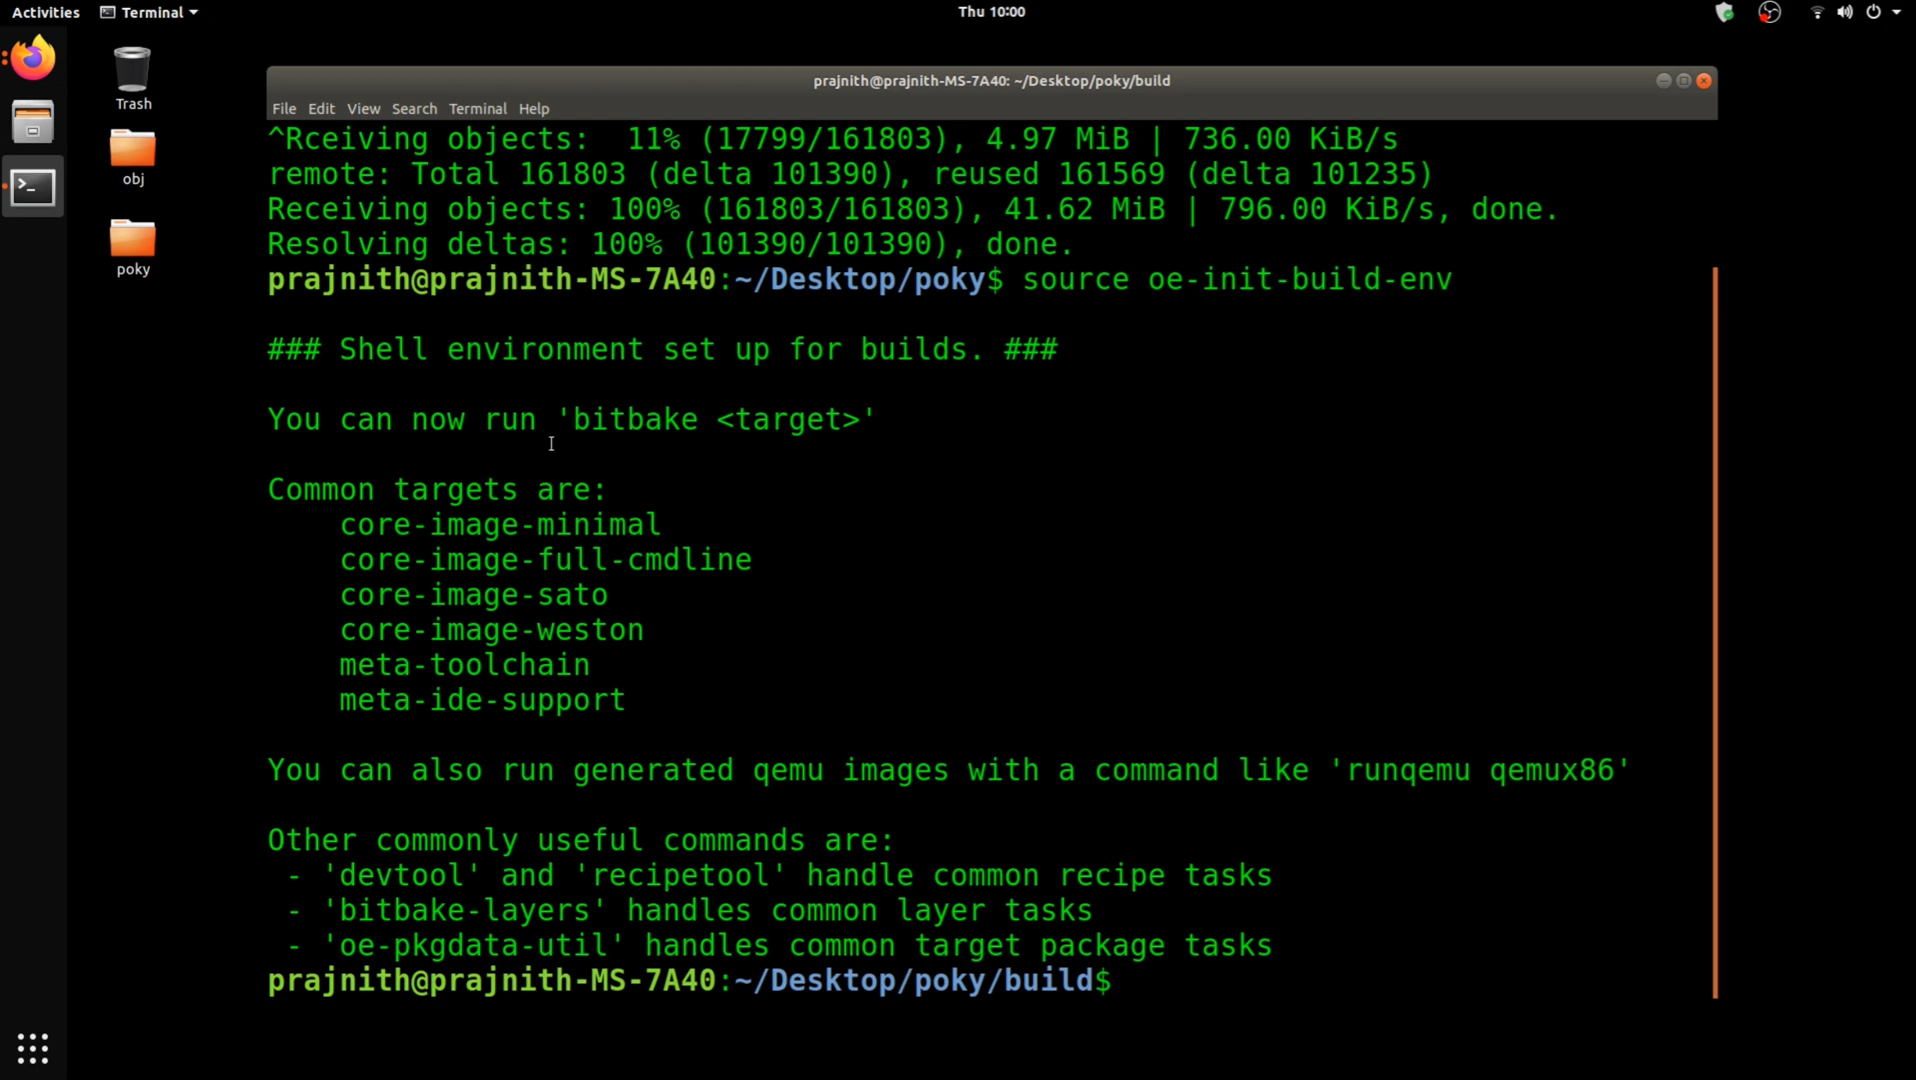 Activities
Terminal
Thu 10:00
Trash
obj
poky
prajnith@prajnith-MS-7A40: ~/Desktop/poky/build
File Edit View Search Terminal Help
^Rceiving objects:  11% (17799/161803), 4.97 MiB | 736.00 KiB/s
remote: Total 161803 (delta 101390), reused 161569 (delta 101235)
Receiving objects: 100% (161803/161803), 41.62 MiB | 796.00 KiB/s, done.
Resolving deltas: 100% (101390/101390), done.
prajnith@prajnith-MS-7A40:~/Desktop/poky$ source oe-init-build-env
### Shell environment set up for builds. ###
You can now run 'bitbake <target>'
Common targets are:
core-image-minimal
core-image-full-cmdline
core-image-sato
core-image-weston
meta-toolchain
meta-ide-support
You can also run generated qemu images with a command like 'runqemu qemux86'
Other commonly useful commands are:
- 'devtool' and 'recipetool' handle common recipe tasks
- 'bitbake-layers' handles common layer tasks
- 'oe-pkgdata-util' handles common target package tasks
prajnith@prajnith-MS-7A40:~/Desktop/poky/build$